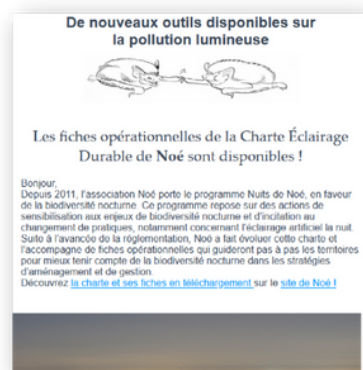 De nouveaux outils disponibles sur
la pollution lumineuse
Les fiches opérationnelles de la Charte Éclairage
Durable de Noé sont disponibles !
Bonjour,
Depuis 2011, l'association Noé porte le programme Nuits de Noé, en faveur
de la biodiversité nocturne. Ce programme repose sur des actions de
sensibilisation aux enjeux de biodiversité nocturne et d'incitation au
changement de pratiques, notamment concernant l'éclairage artificiel la nuit.
Suite à l'avancée de la réglementation, Noé a fait évoluer cette charte et
l'accompagne de fiches opérationnelles qui guideront pas à pas les territoires
pour mieux tenir compte de la biodiversité nocturne dans les stratégies
d'aménagement et de gestion.
Découvrez la charte et ses fiches en téléchargement sur le site de Noé !